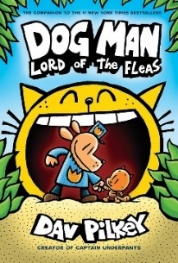 THE COMPANION TO THE NEW YORK TIMES BESTSELLERS
DOG MAN
LORD OF THE FLEAS
DAV PILKEY
CREATOR OF CAPTAIN UNDERPANTS